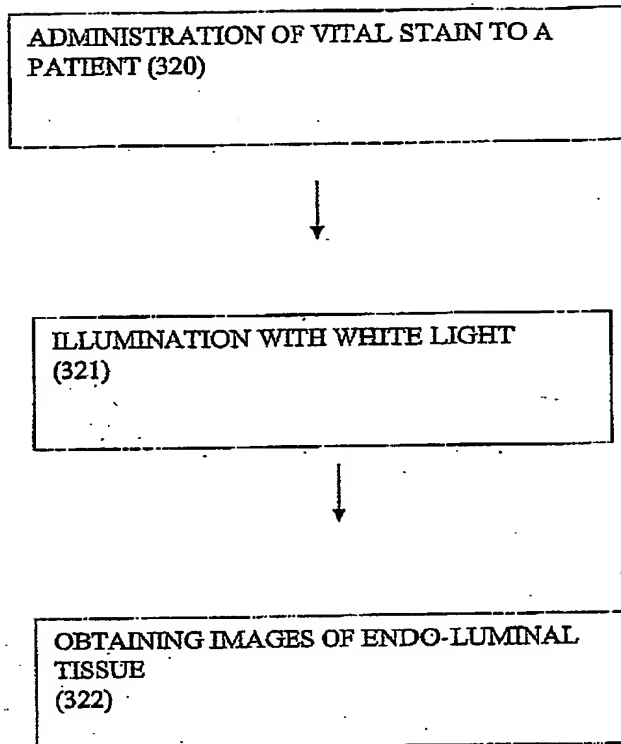 ADMINISTRATION OF VITAL STAIN TO A
PATIENT (320)
ILLUMINATION WITH WHITE LIGHT
(321)
OBTAINING IMAGES OF ENDO-LUMINAL
TISSUE
(322)